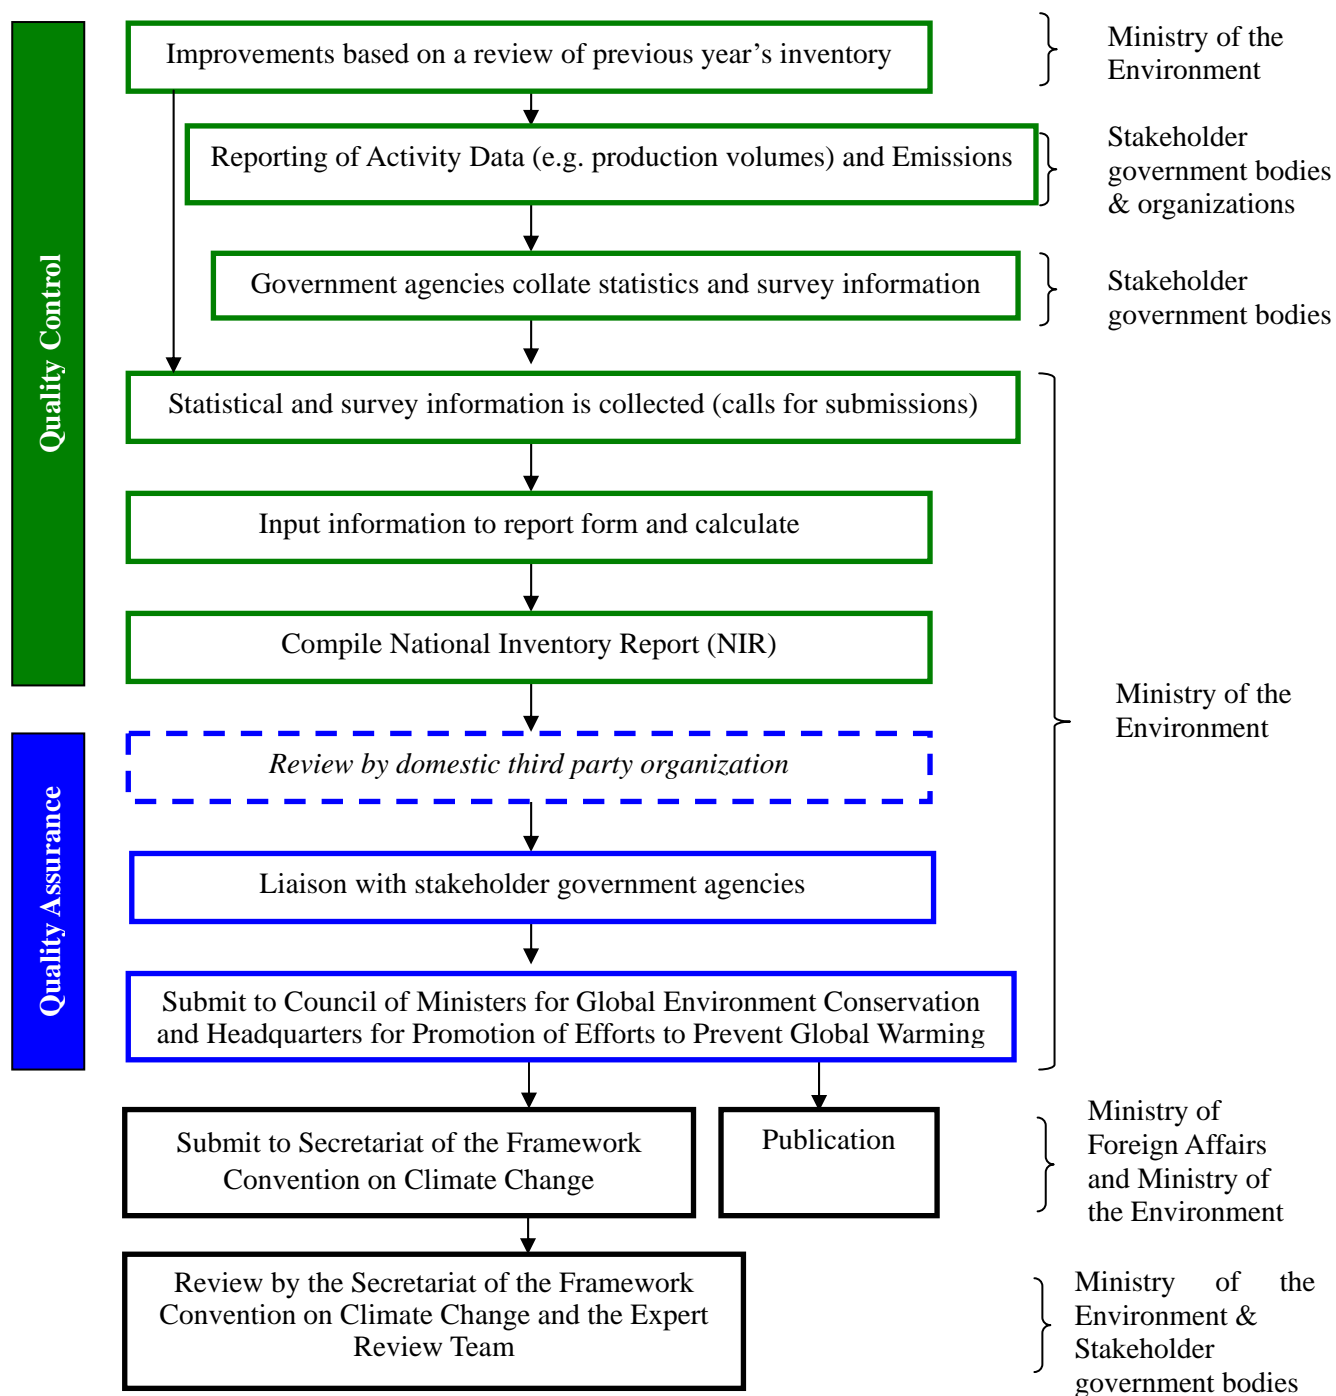 Quality Control
Improvements based on a review of previous year’s inventory
Ministry of the
Environment
Reporting of Activity Data (e.g. production volumes) and Emissions
Stakeholder
government bodies
& organizations
Government agencies collate statistics and survey information
Stakeholder
government bodies
Statistical and survey information is collected (calls for submissions)
Input information to report form and calculate
Compile National Inventory Report (NIR)
Ministry of the
Environment
Quality Assurance
Review by domestic third party organization
Liaison with stakeholder government agencies
Submit to Council of Ministers for Global Environment Conservation
and Headquarters for Promotion of Efforts to Prevent Global Warming
Submit to Secretariat of the Framework
Convention on Climate Change
Publication
Ministry of
Foreign Affairs
and Ministry of
the Environment
Review by the Secretariat of the Framework
Convention on Climate Change and the Expert
Review Team
Ministry of the
Environment &
Stakeholder
government bodies